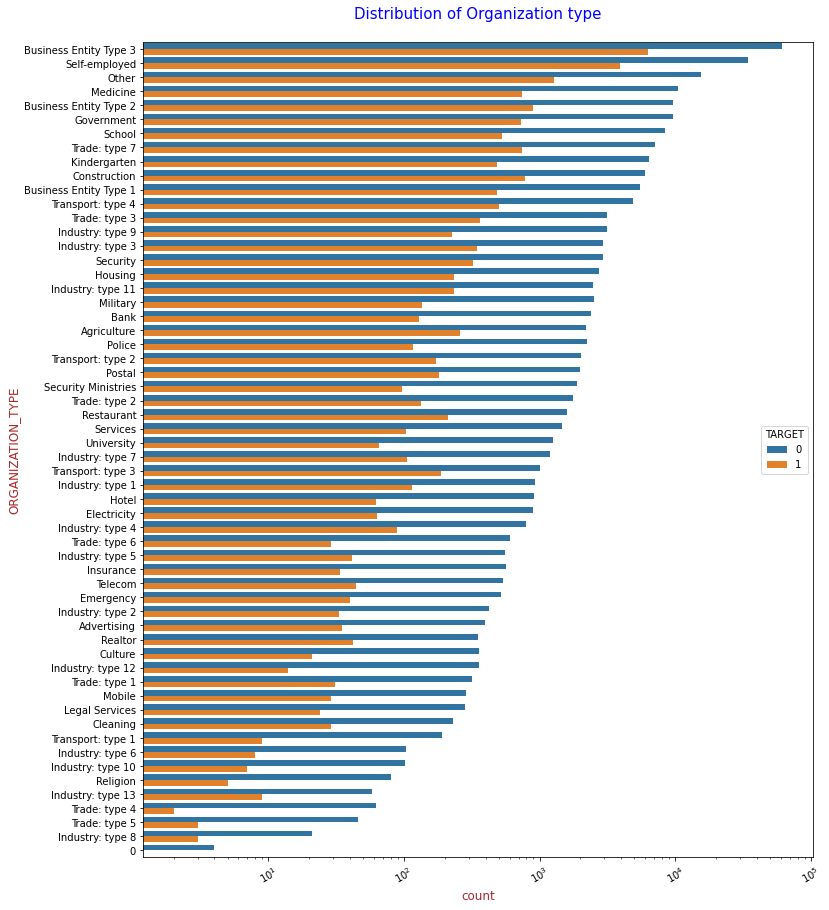 Distribution of Organization type
Business Entity Type 3
Self-employed
Other
Medicine
Business Entity Type 2
Government
School
Trade: type 7
Kindergarten
Construction
Business Entity Type 1
Transport: type 4
Trade: type 3
Industry: type 9
Industry: type 3
Security
Housing
Industry: type 11
Military
Bank
Agriculture
Police
Transport: type 2
Postal
Security Ministries
Trade: type 2
Restaurant
Services
University
Industry: type 7
Transport: type 3
Industry: type 1
Hotel
Electricity
Industry: type 4
Trade: type 6
Industry: type 5
Insurance
Telecom
Emergency
Industry: type 2
Advertising
Realtor
Culture
Industry: type 12
Trade: type 1
Mobile
Legal Services
Cleaning
Transport: type 1
Industry: type 6
Industry: type 10
Religion
Industry: type 13
Trade: type 4
Trade: type 5
Industry: type 8
0
ORGANIZATION_TYPE
TARGET
0
1
10¹ 10² 10³ 10⁴ 10⁵
count